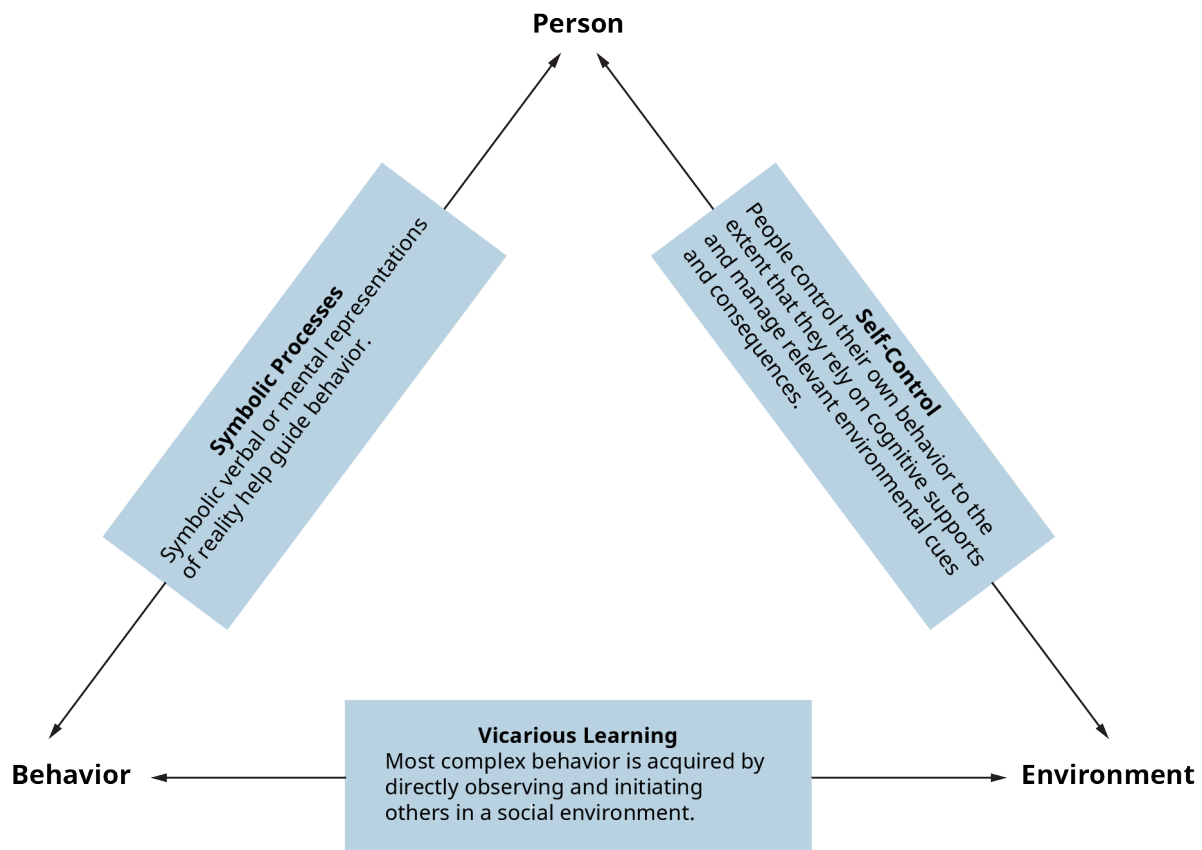 Person
Symbolic Processes
Symbolic verbal or mental representations
of reality help guide behavior.
Self-Control
People control their own behavior to the
extent that they rely on cognitive supports
and manage relevant environmental cues
and consequences.
Behavior
Vicarious Learning
Most complex behavior is acquired by
directly observing and initiating
others in a social environment.
Environment